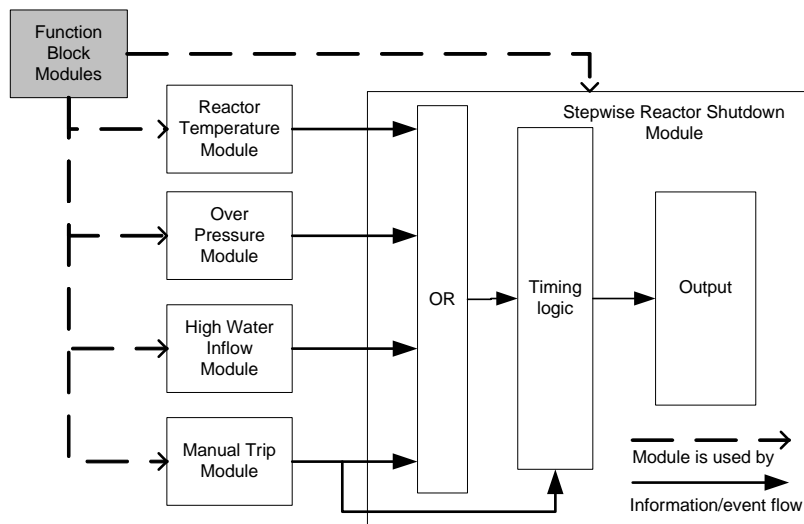 Function
Block
Modules
Stepwise Reactor Shutdown
Module
Reactor
Temperature
Module
Over
Pressure
Module
OR
Timing
logic
Output
High Water
Inflow
Module
Manual Trip
Module
Module is used by
Information/event flow